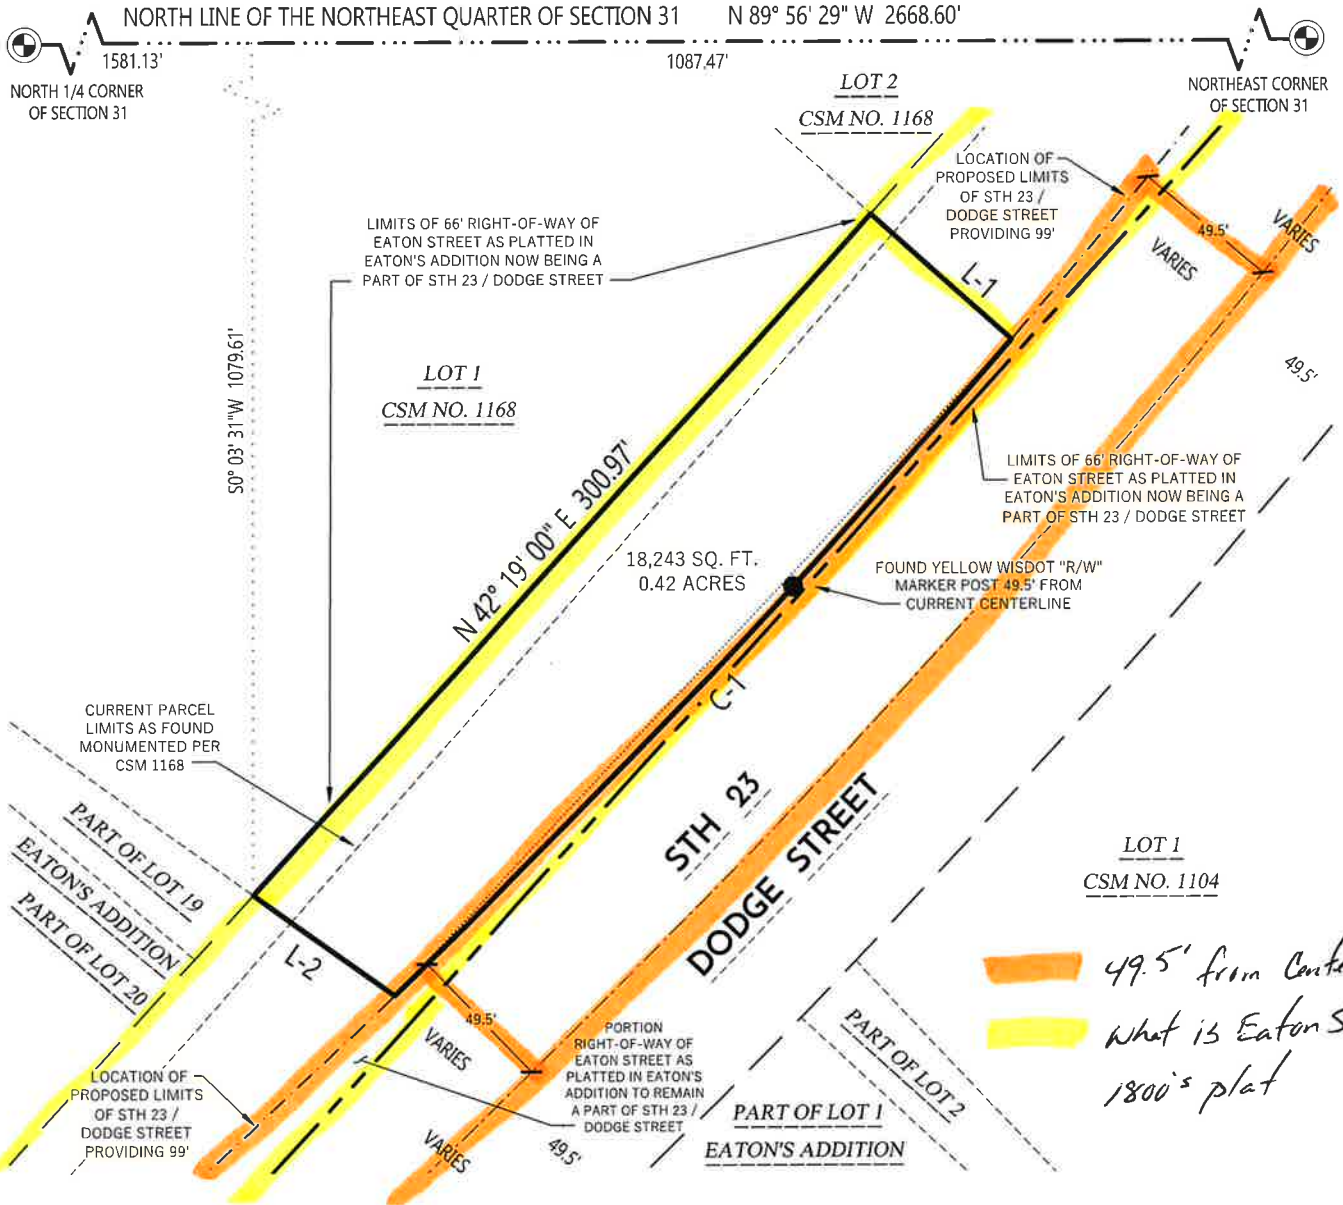 NORTH LINE OF THE NORTHEAST QUARTER OF SECTION 31 N 89° 56' 29" W 2668.60'
1581.13'
1087.47'
NORTH 1/4 CORNER
OF SECTION 31
NORTHEAST CORNER
OF SECTION 31
LOT 2
CSM NO. 1168
LOCATION OF
PROPOSED LIMITS
OF STH 23 /
DODGE STREET
PROVIDING 99'
49.5'
VARIES
VARIES
49.5'
LIMITS OF 66' RIGHT-OF-WAY OF
EATON STREET AS PLATTED IN
EATON'S ADDITION NOW BEING A
PART OF STH 23 / DODGE STREET
L-1
S0° 03' 31"W 1079.61'
LOT 1
CSM NO. 1168
N 42° 19' 00" E 300.97'
LIMITS OF 66' RIGHT-OF-WAY OF
EATON STREET AS PLATTED IN
EATON'S ADDITION NOW BEING A
PART OF STH 23 / DODGE STREET
18,243 SQ. FT.
0.42 ACRES
FOUND YELLOW WISDOT "R/W"
MARKER POST 49.5' FROM
CURRENT CENTERLINE
C-1
CURRENT PARCEL
LIMITS AS FOUND
MONUMENTED PER
CSM 1168
PART OF LOT 19
EATON'S ADDITION
PART OF LOT 20
STH 23
DODGE STREET
LOT 1
CSM NO. 1104
L-2
49.5' from
what is Eaton
1800's plat
49.5'
VARIES
PORTION
RIGHT-OF-WAY OF
EATON STREET AS
PLATTED IN EATON'S
ADDITION TO REMAIN
A PART OF STH 23 /
DODGE STREET
PART OF LOT 2
LOCATION OF
PROPOSED LIMITS
OF STH 23 /
DODGE STREET
PROVIDING 99'
VARIES
49.5'
PART OF LOT 1
EATON'S ADDITION